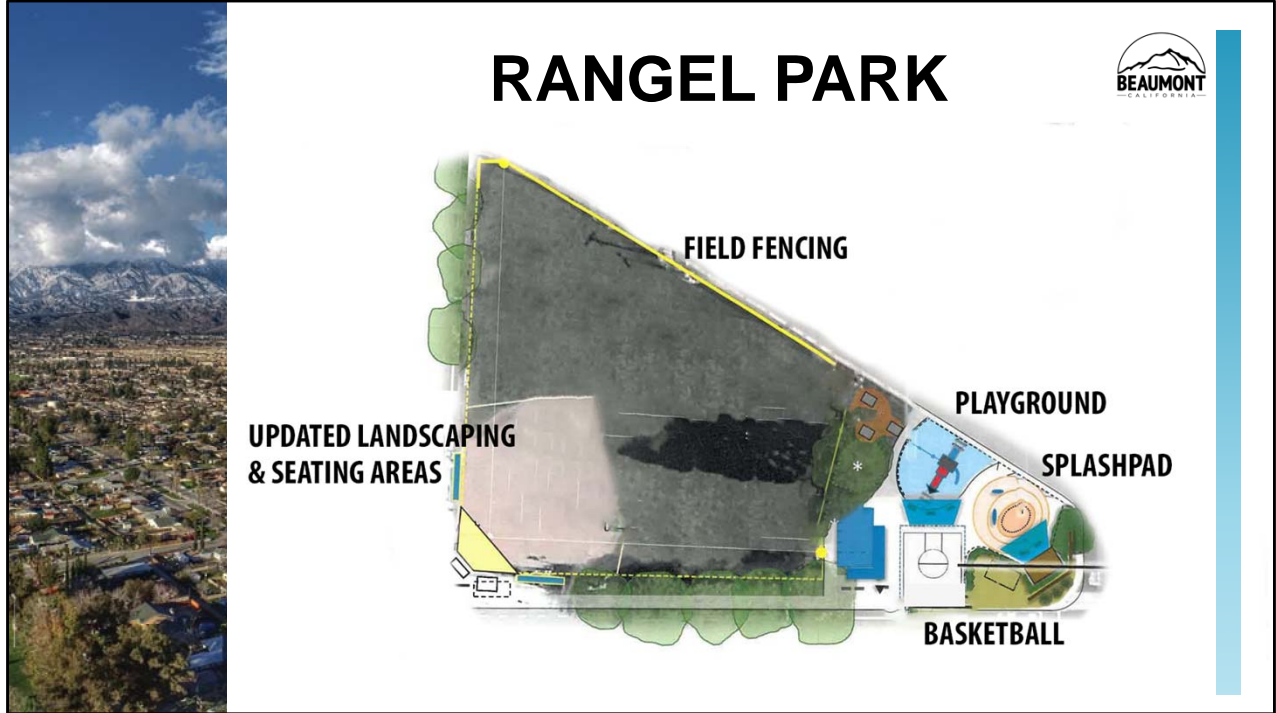 RANGEL PARK
BEAUMONT
CALIFORNIA
FIELD FENCING
PLAYGROUND
UPDATED LANDSCAPING
& SEATING AREAS
SPLASHPAD
*
BASKETBALL